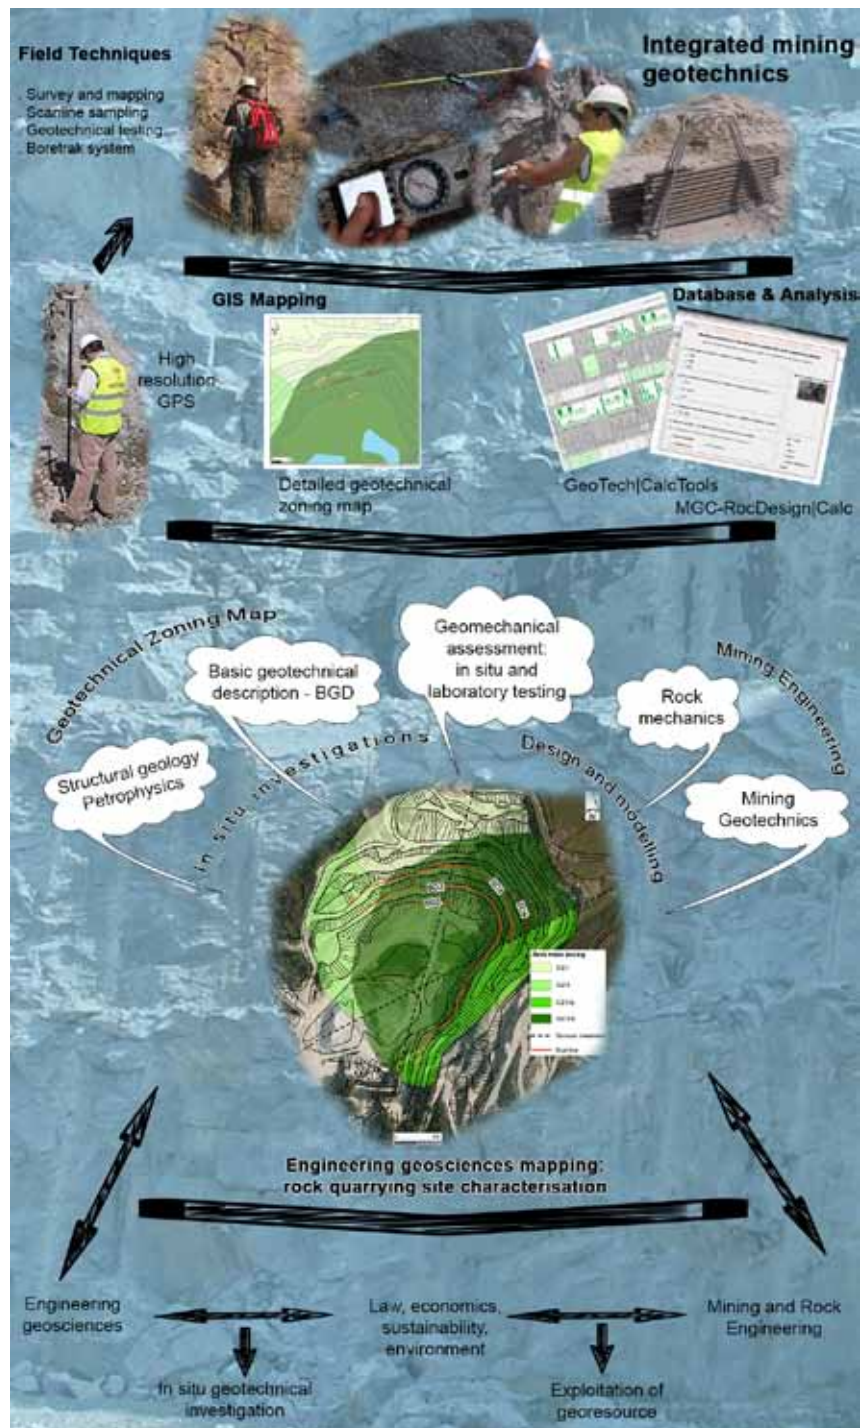 Field Techniques
. Survey and mapping
. Scanline sampling
. Geotechnical testing
. Boretrak system
Integrated mining
geotechnics
High
resolution
GPS
GIS Mapping
Detailed geotechnical
zoning map
Database & Analysis
GeoTech|CalcTools
MGC-RocDesign|Calc
Geotechnical Zoning Map
Structural geology
Petrophysics
Basic geotechnical
description - BGD
Geomechanical
assessment:
in situ and
laboratory testing
in situ investigations
Design and modelling
Mining Engineering
Rock
mechanics
Mining
Geotechnics
Engineering geosciences mapping:
rock quarrying site characterisation
Engineering
geosciences
Law, economics,
sustainability,
environment
Mining and Rock
Engineering
In situ geotechnical
investigation
Exploitation of
georesource